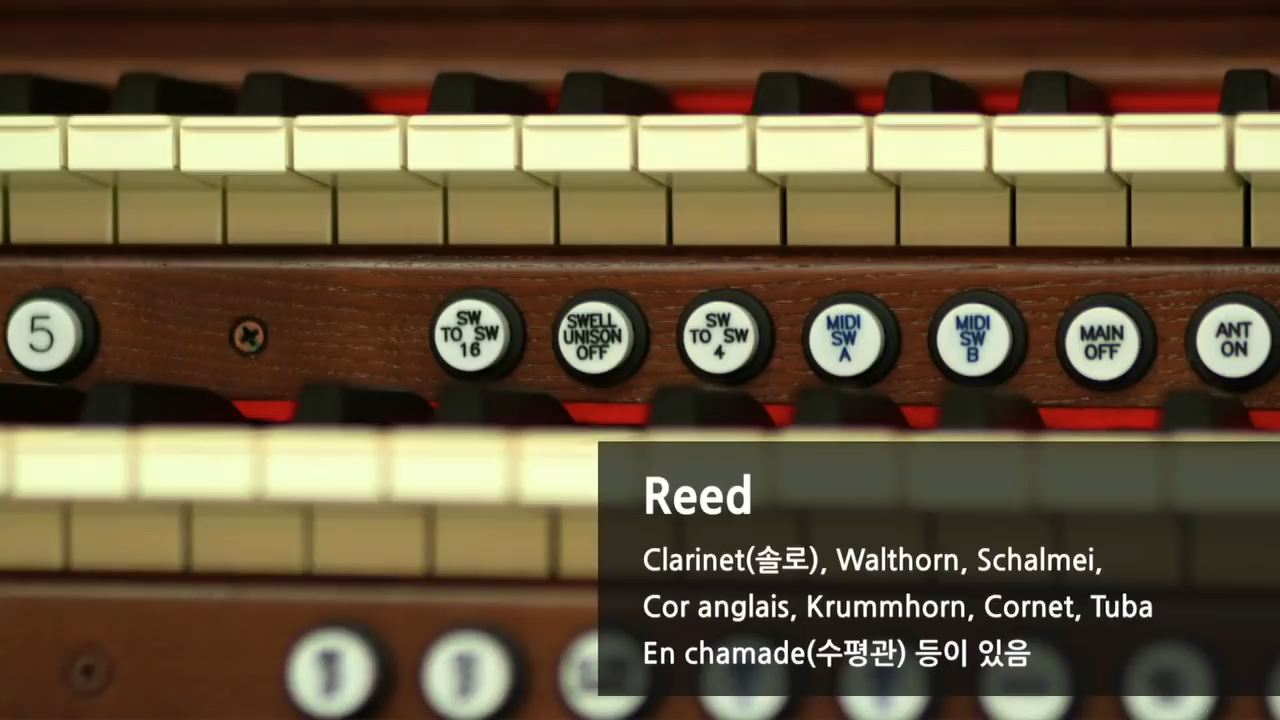 5
SW
TO SW
16
SWELL
UNISON
OFF
SW
TO SW
4
MIDI
SW
A
MIDI
SW
B
MAIN
OFF
ANT
ON
Reed
Clarinet(솔로), Walthorn, Schalmei,
Cor anglais, Krummhorn, Cornet, Tuba
En chamade(수평관) 등이 있음